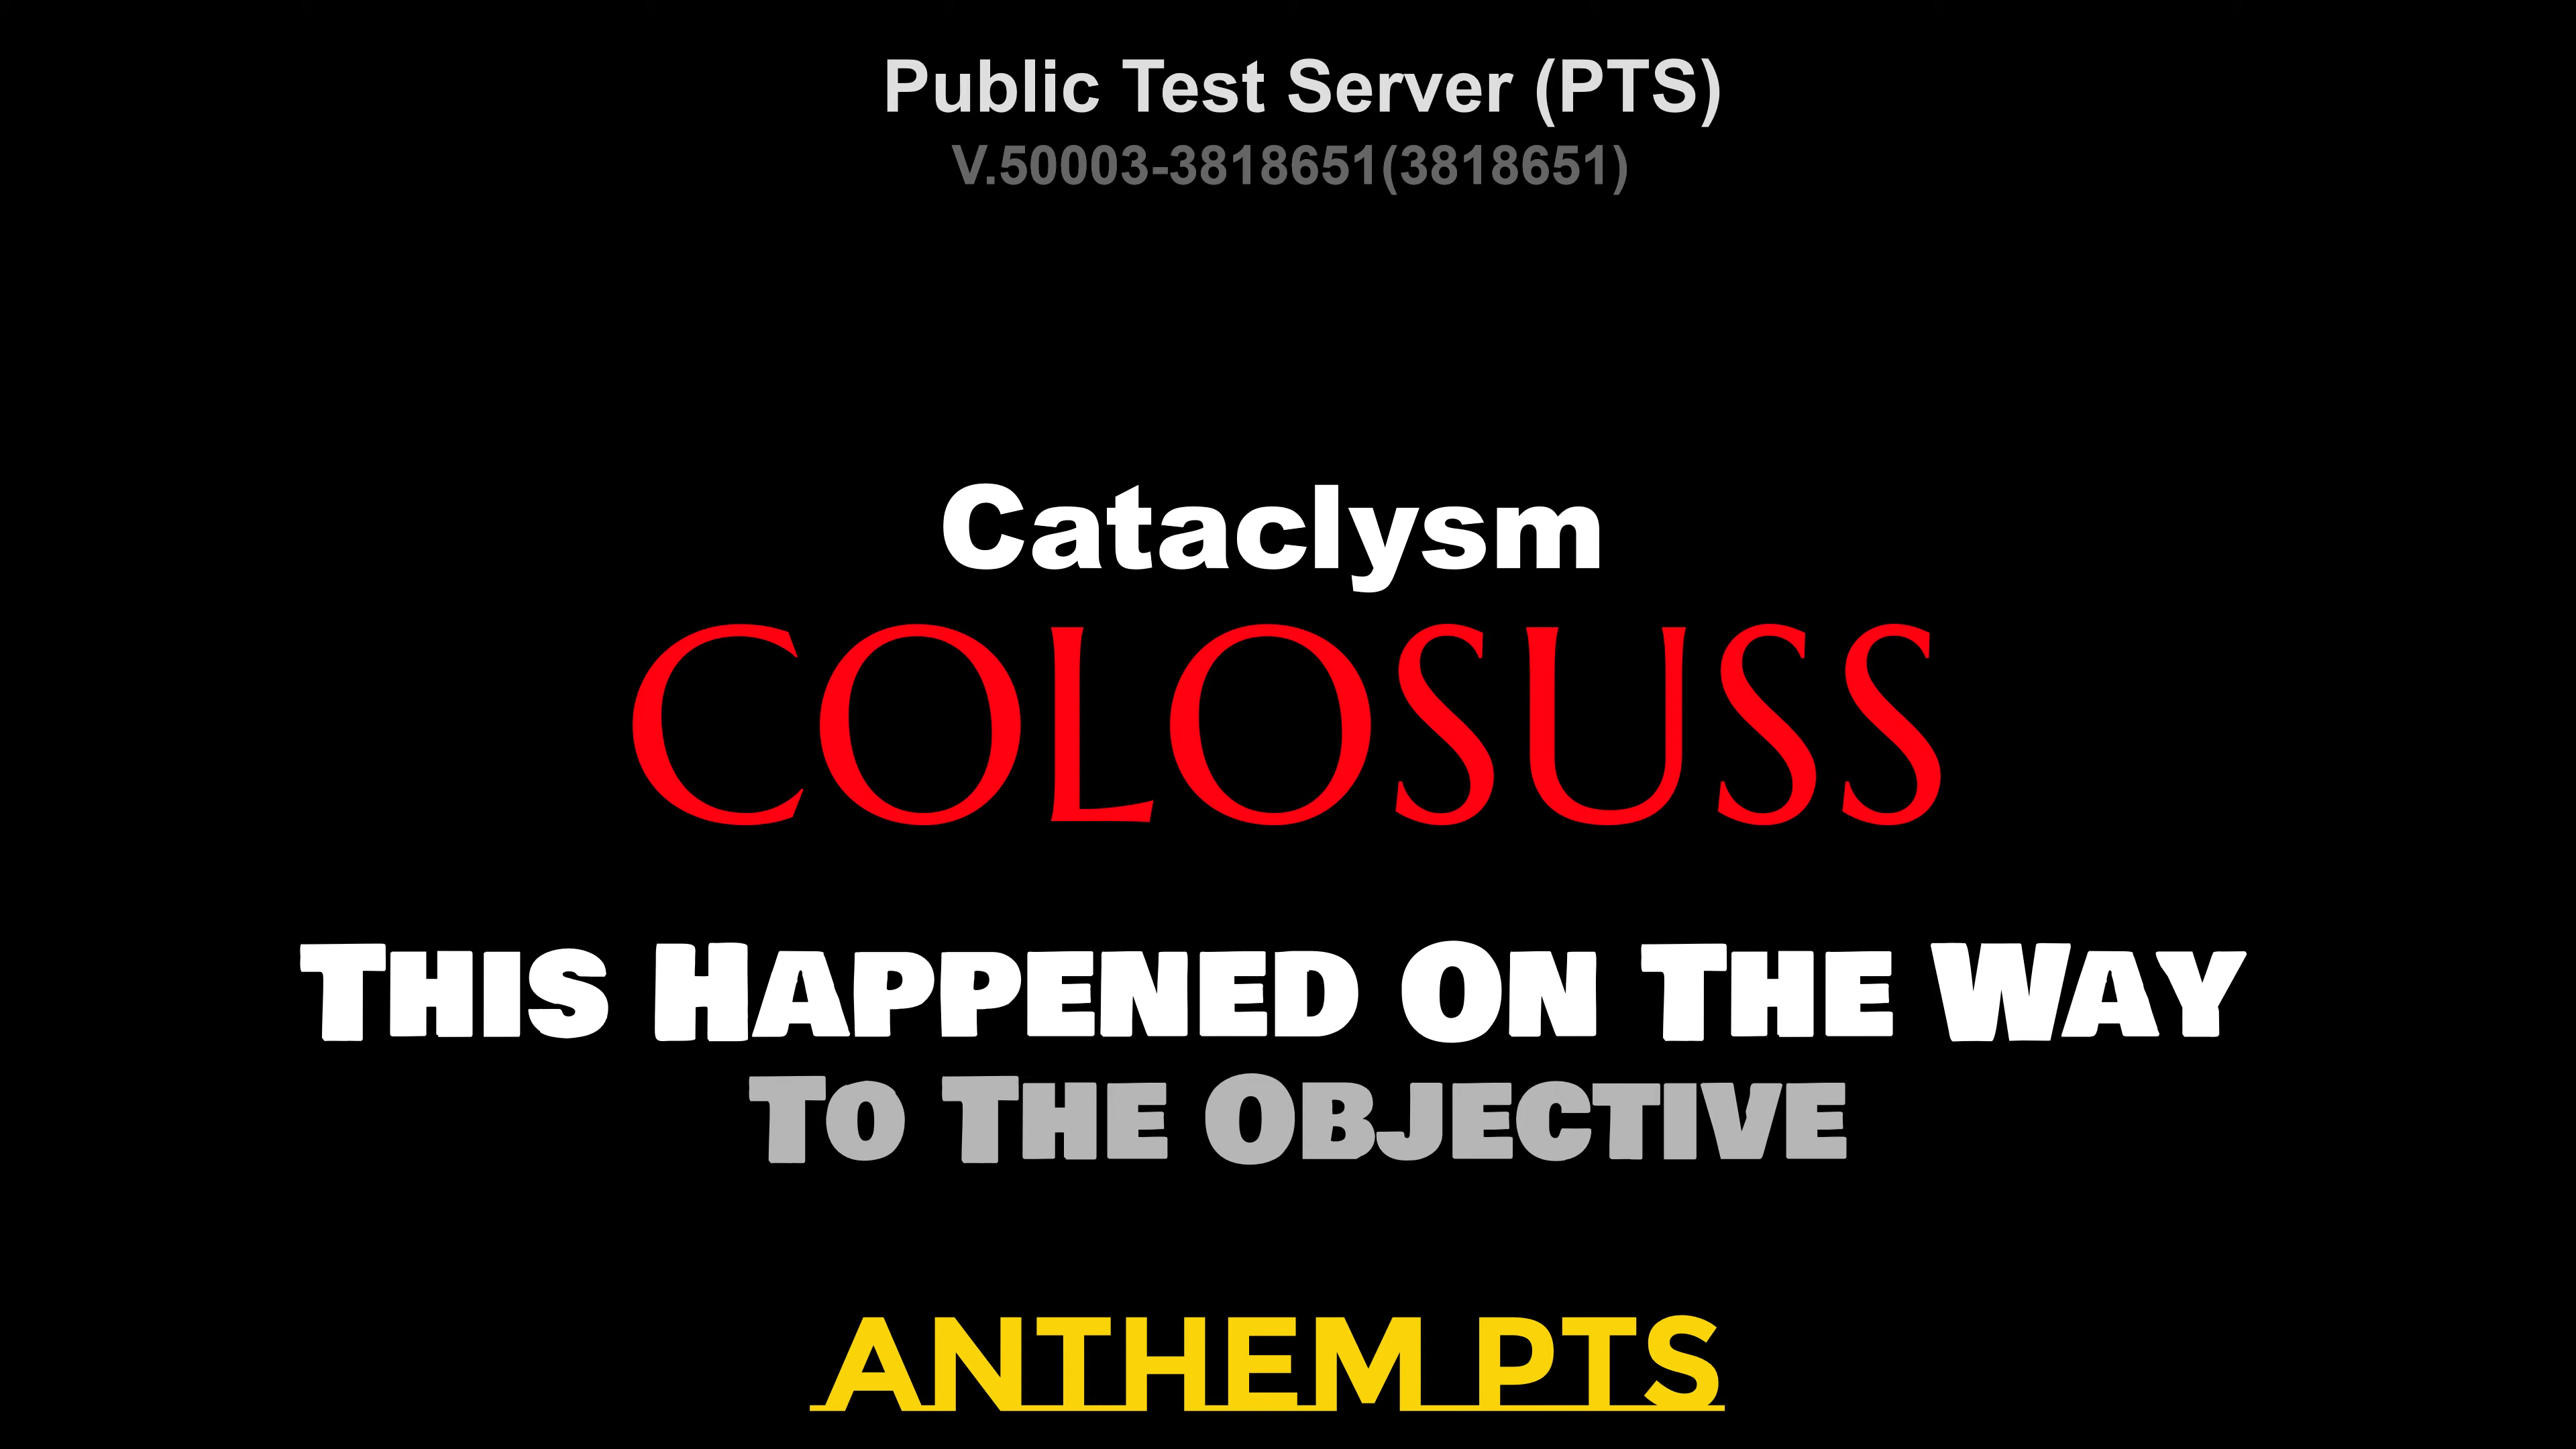 Public Test Server (PTS)
V.50003-3818651(3818651)
Cataclysm
COLOSUSS
THIS HAPPENED ON THE WAY
TO THE OBJECTIVE
ANTHEM PTS